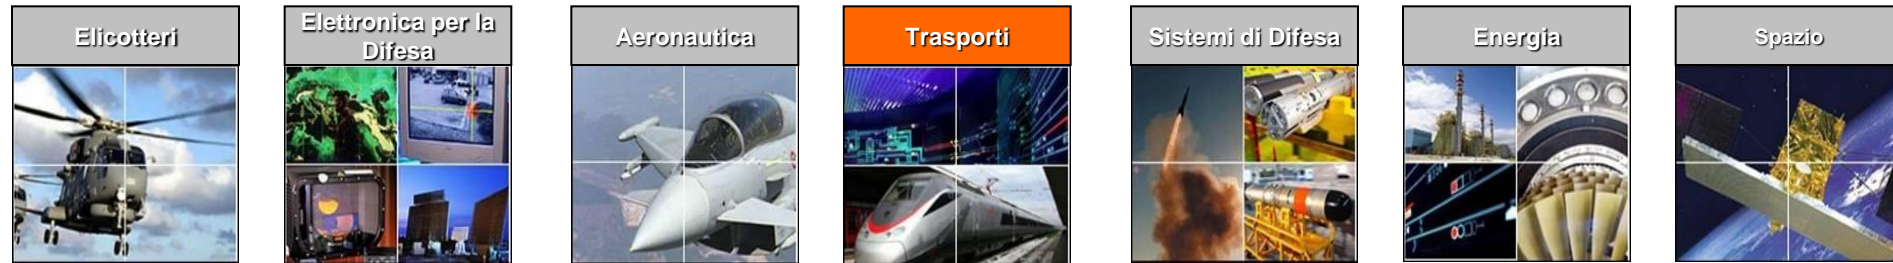 Elicotteri
Elettronica per la
Difesa
Aeronautica
Trasporti
Sistemi di Difesa
Energia
Spazio